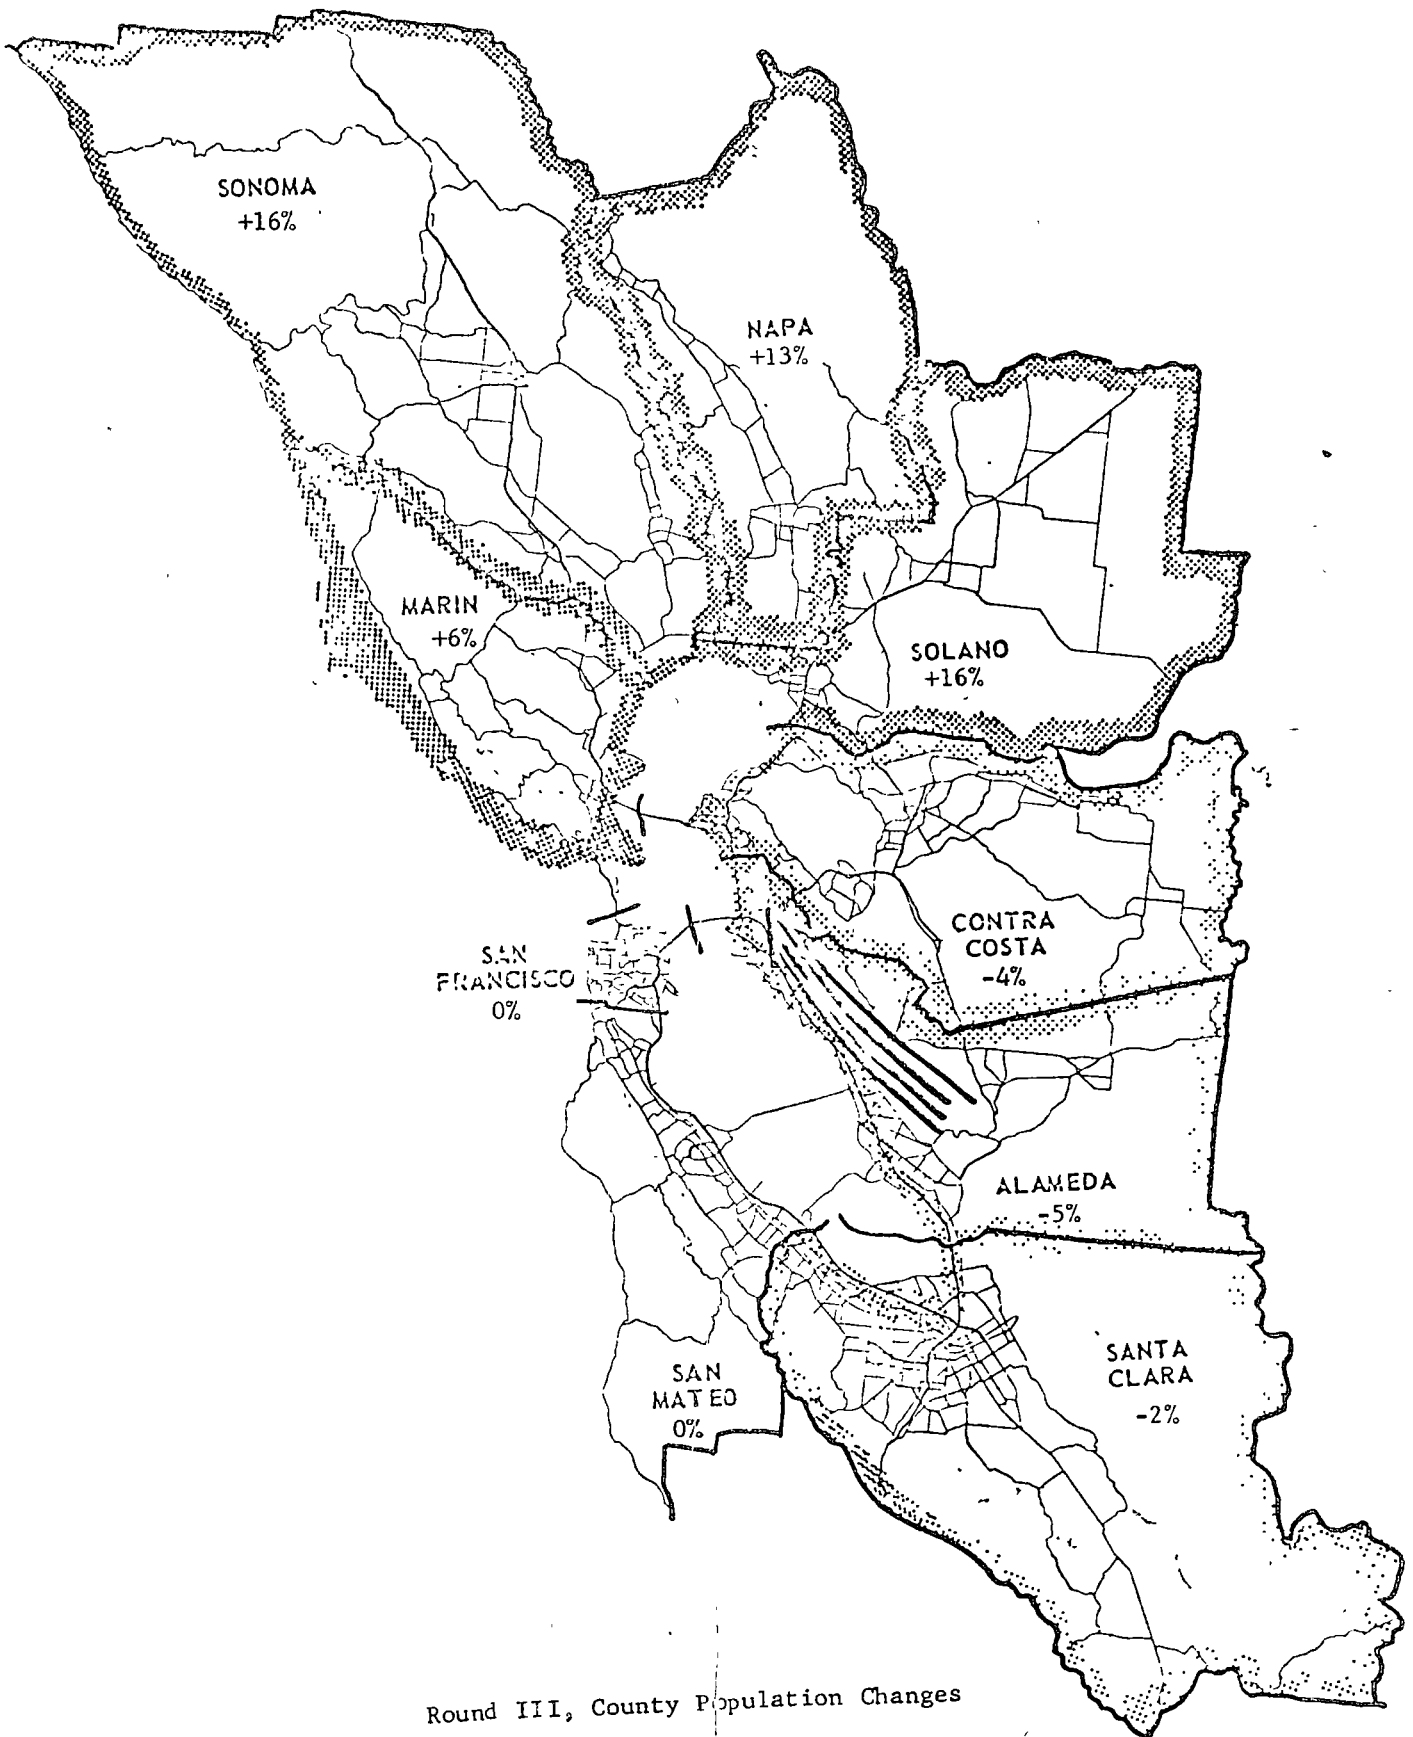 SONOMA
+16%
NAPA
+13%
MARIN
+6%
SOLANO
+16%
CONTRA
COSTA
-4%
SAN
FRANCISCO
0%
ALAMEDA
-5%
SANTA
CLARA
-2%
SAN
MATEO
0%
Round III, County Population Changes